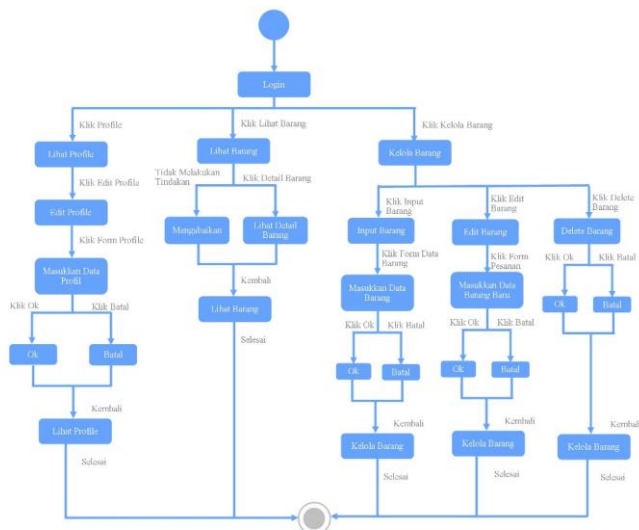 Login
Klik Profile
Klik Lihat Barang
Klik Kelola Barang
Lihat Profile
Lihat Barang
Kelola Barang
Klik Edit Profile
Tidak Melakukan
Tindakan
Klik Detail Barang
Klik Input
Barang
Klik Edit
Barang
Klik Delete
Barang
Edit Profile
Mangabaikan
Lihat Detail
Barang
Input Barang
Edit Barang
Delete Barang
Klik Form Profile
Klik Form Data
Barang
Klik Form
Pesanan
Klik Ok
Klik Batal
Masukkan Data
Profil
Kembali
Masukkan Data
Barang
Masukkan Data
Barang Baru
Ok
Batal
Klik Ok
Klik Batal
Lihat Barang
Klik Ok
Klik Batal
Klik Ok
Klik Batal
Ok
Batal
Selesai
Ok
Batal
Ok
Batal
Kembali
Kembali
Kembali
Kembali
Lihat Profile
Kelola Barang
Kelola Barang
Kelola Barang
Selesai
Selesai
Selesai
Selesai